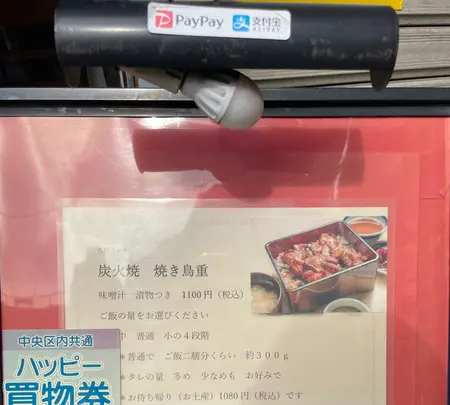 PayPay 支付宝
ALIPAY
炭火焼 焼き鳥重
味噌汁 漬物つき 1100円(税込)
ご飯の量をお選びください
中 普通 小の4段階
*普通で ご飯二膳分くらい 約300g
*タレの量 多め 少なめも お好みで
*お持ち帰り(お土産)1080円(税込)です
中央区内共通
ハッピー
買物券